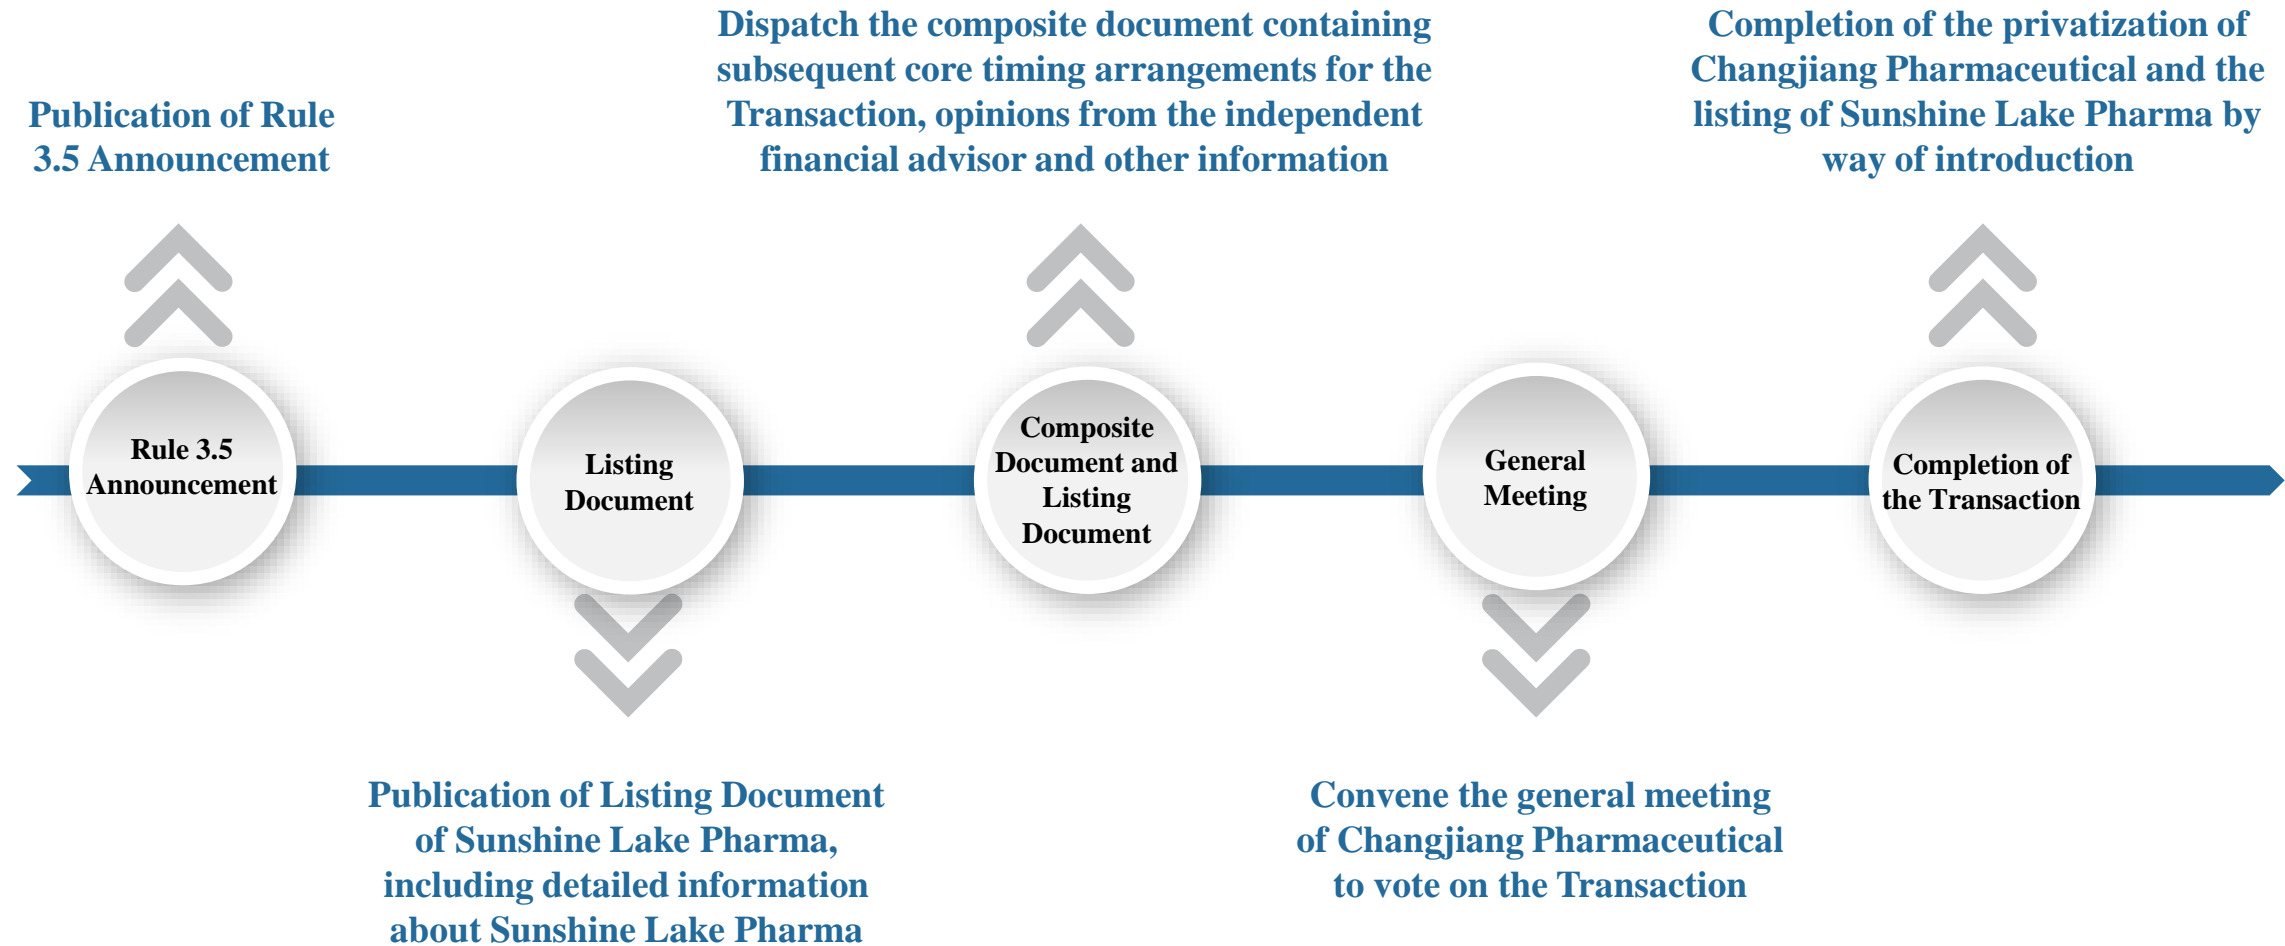 Publication of Rule
3.5 Announcement
Dispatch the composite document containing
subsequent core timing arrangements for the
Transaction, opinions from the independent
financial advisor and other information
Completion of the privatization of
Changjiang Pharmaceutical and the
listing of Sunshine Lake Pharma by
way of introduction
Rule 3.5
Announcement
Listing
Document
Composite
Document and
Listing
Document
General
Meeting
Completion of
the Transaction
Publication of Listing Document
of Sunshine Lake Pharma,
including detailed information
about Sunshine Lake Pharma
Convene the general meeting
of Changjiang Pharmaceutical
to vote on the Transaction